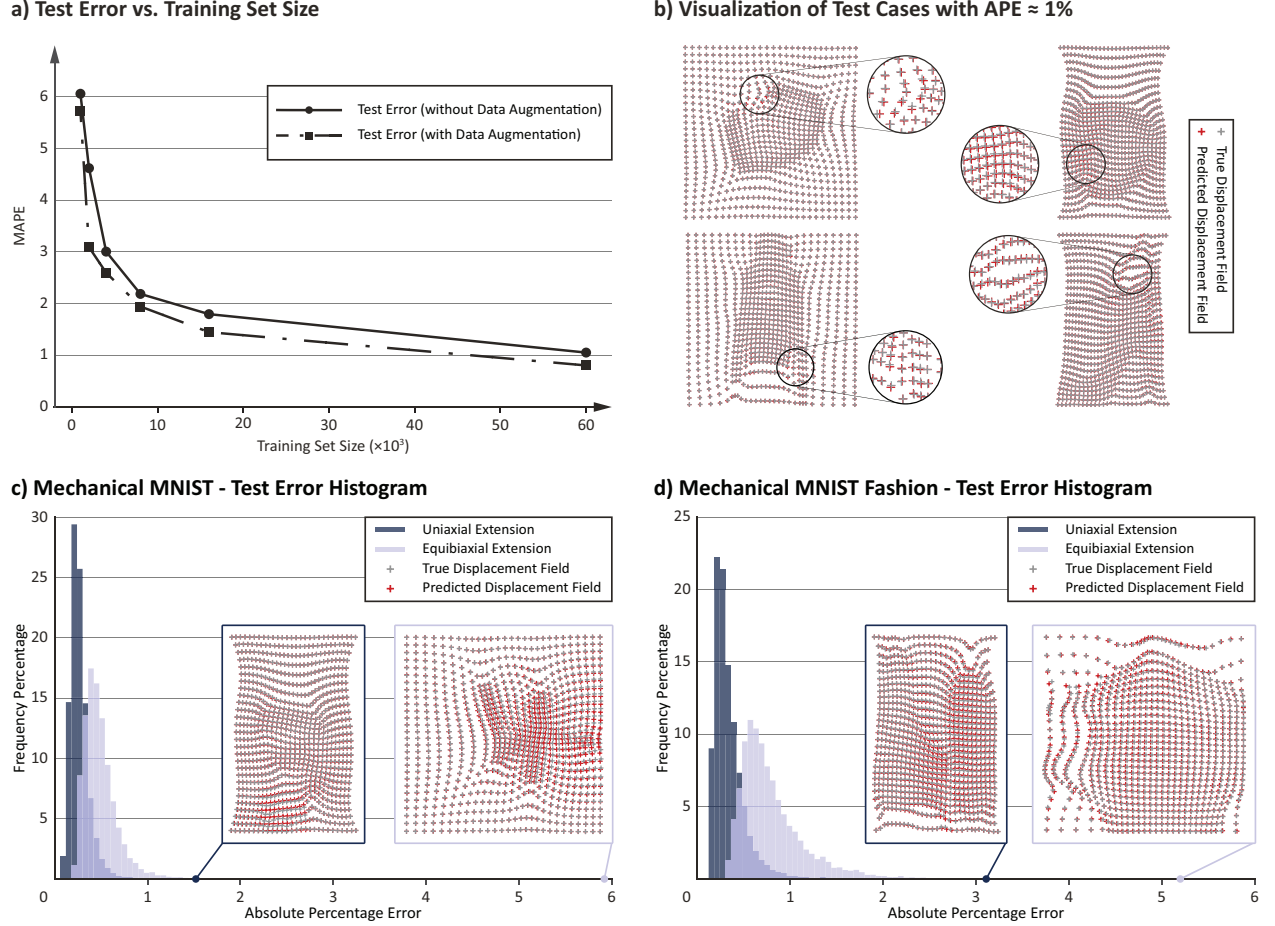 a) Test Error vs. Training Set Size
MAPE
6
5
4
3
2
1
0
Test Error (without Data Augmentation)
Test Error (with Data Augmentation)
0
10
20
30
40
50
60
Training Set Size (×10³)
b) Visualization of Test Cases with APE ≈ 1%
True Displacement Field
Predicted Displacement Field
c) Mechanical MNIST - Test Error Histogram
Frequency Percentage
30
25
20
15
10
5
Uniaxial Extension
Equibiaxial Extension
True Displacement Field
Predicted Displacement Field
0
1
2
3
4
5
6
Absolute Percentage Error
d) Mechanical MNIST Fashion - Test Error Histogram
Frequency Percentage
25
20
15
10
5
Uniaxial Extension
Equibiaxial Extension
True Displacement Field
Predicted Displacement Field
0
1
2
3
4
5
6
Absolute Percentage Error